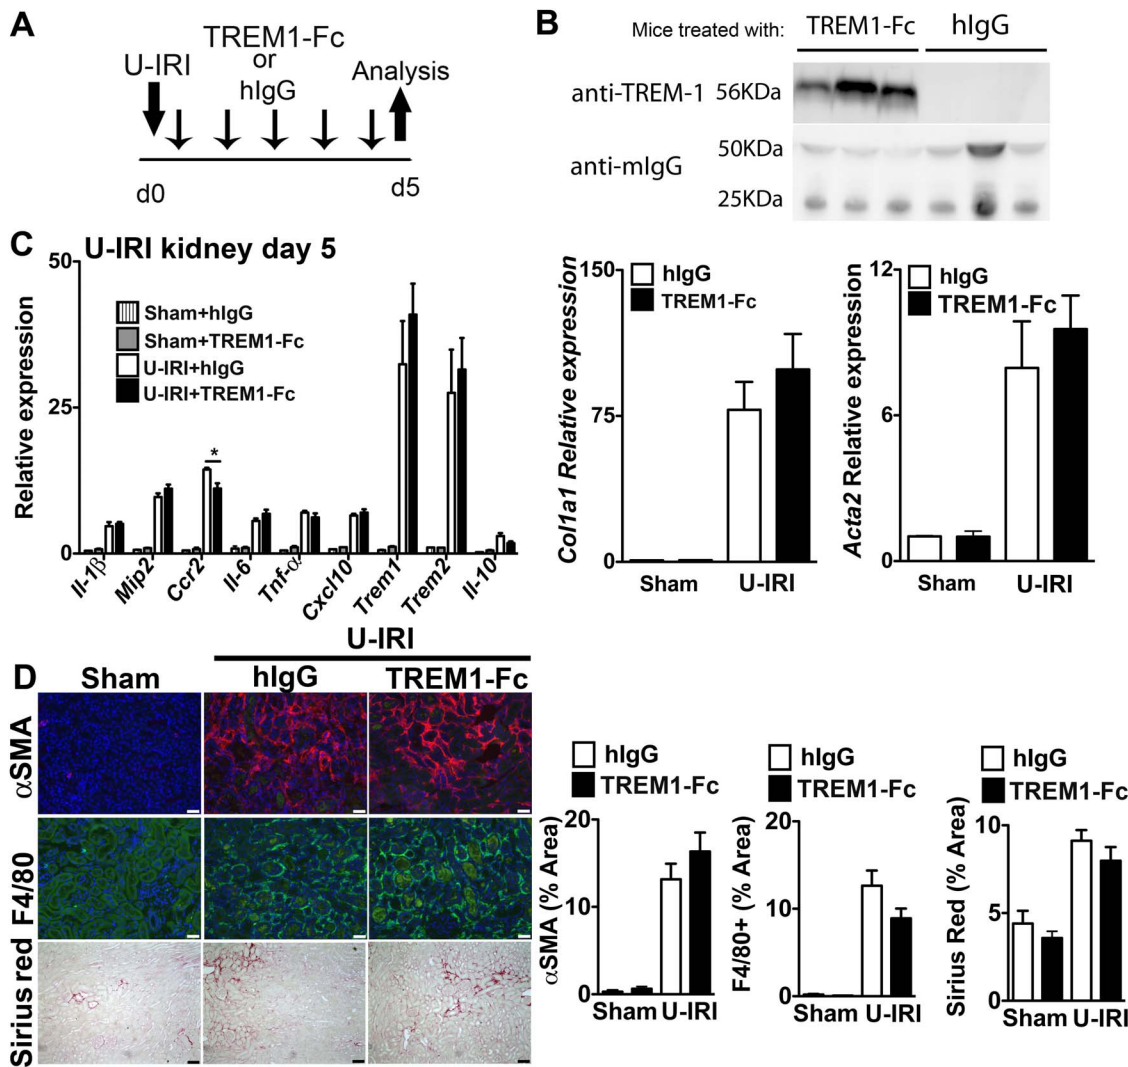 A
U-IRI
TREM1-Fc
or
hIgG
Analysis
d0
d5
B
Mice treated with:
TREM1-Fc
hIgG
anti-TREM-1
56KDa
anti-mIgG
50KDa
25KDa
C
U-IRI kidney day 5
Relative expression
50
25
0
Sham+hIgG
Sham+TREM1-Fc
U-IRI+hIgG
U-IRI+TREM1-Fc
*
Il-1β
Mip2
Ccr2
Il-6
Tnf-α
Cxcl10
Trem1
Trem2
Il-10
Col1a1 Relative expression
150
75
0
hIgG
TREM1-Fc
Sham
U-IRI
Acta2 Relative expression
12
6
0
hIgG
TREM1-Fc
Sham
U-IRI
D
U-IRI
Sham
hIgG
TREM1-Fc
αSMA
F4/80
Sirius red
αSMA (% Area)
20
10
0
hIgG
TREM1-Fc
Sham U-IRI
F4/80+ (% Area)
20
10
0
hIgG
TREM1-Fc
Sham U-IRI
Sirius Red (% Area)
10
5
0
hIgG
TREM1-Fc
Sham U-IRI